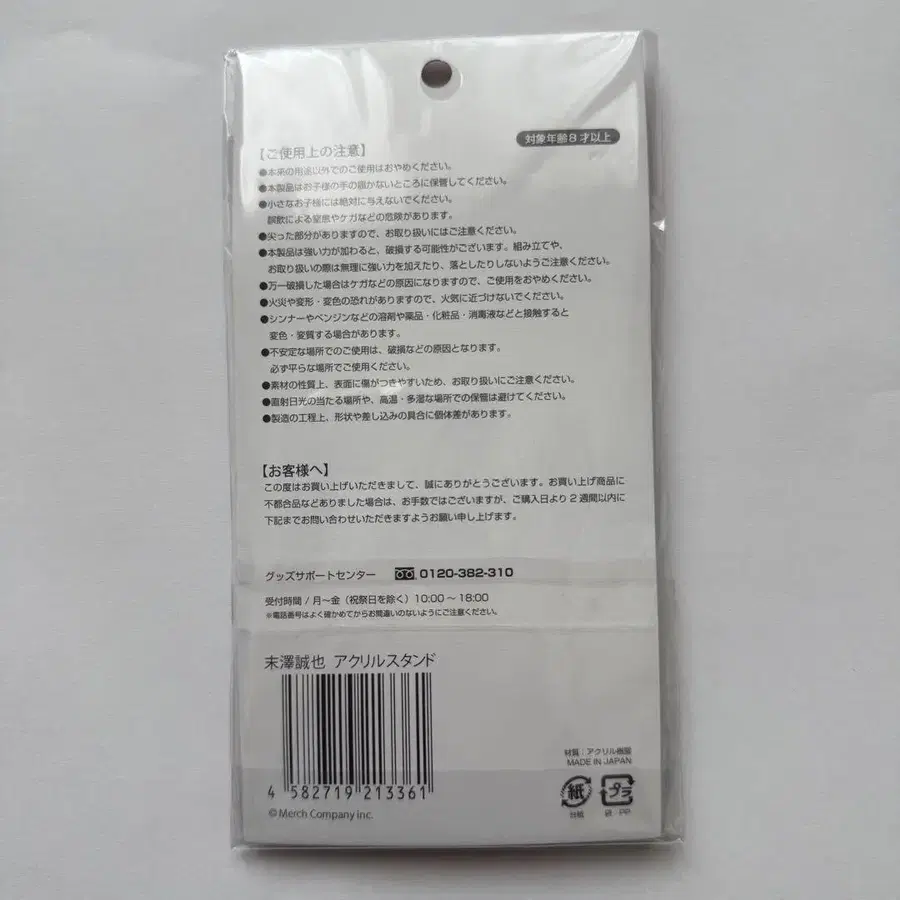 対象年齢8才以上
【ご使用上の注意】
●本来の用途以外でのご使用はおやめください。
●本製品はお子様の手の届かないところに保管してください。
●小さなお子様には絶対に与えないでください。
誤飲による窒息やケガなどの危険があります。
●尖った部分がありますので、お取り扱いにはご注意ください。
●本製品は強い力が加わると、破損する可能性がございます。組み立てや、
お取り扱いの際は無理に強い力を加えたり、落としたりしないようご注意ください。
●万一破損した場合はケガなどの原因になりますので、ご使用をおやめください。
●火災や変形・変色の恐れがありますので、火気に近づけないでください。
●シンナーやベンジンなどの溶剤や薬品・化粧品・消毒液などと接触すると
変色・変質する場合があります。
●不安定な場所でのご使用は、破損などの原因となります。
必ず平らな場所でご使用ください。
●素材の性質上、表面に傷がつきやすいため、お取り扱いにご注意ください。
●直射日光の当たる場所や、高温・多湿な場所での保管は避けてください。
●製造の工程上、形状や差し込みの具合に個体差があります。
【お客様へ】
この度はお買い上げいただきまして、誠にありがとうございます。お買い上げ商品に
不都合品などありました場合は、お手数ではございますが、ご購入日より2週間以内に
下記までお問い合わせいただきますようお願い申し上げます。
グッズサポートセンター 0120-382-310
受付時間 / 月〜金（祝祭日を除く）10:00〜18:00
※電話番号はよく確かめてからお間違いのないようにご注意ください。
末澤誠也 アクリルスタンド
4 582719 213361
© Merch Company inc.
材質：アクリル樹脂
MADE IN JAPAN
紙 プラ
台紙 袋：PP